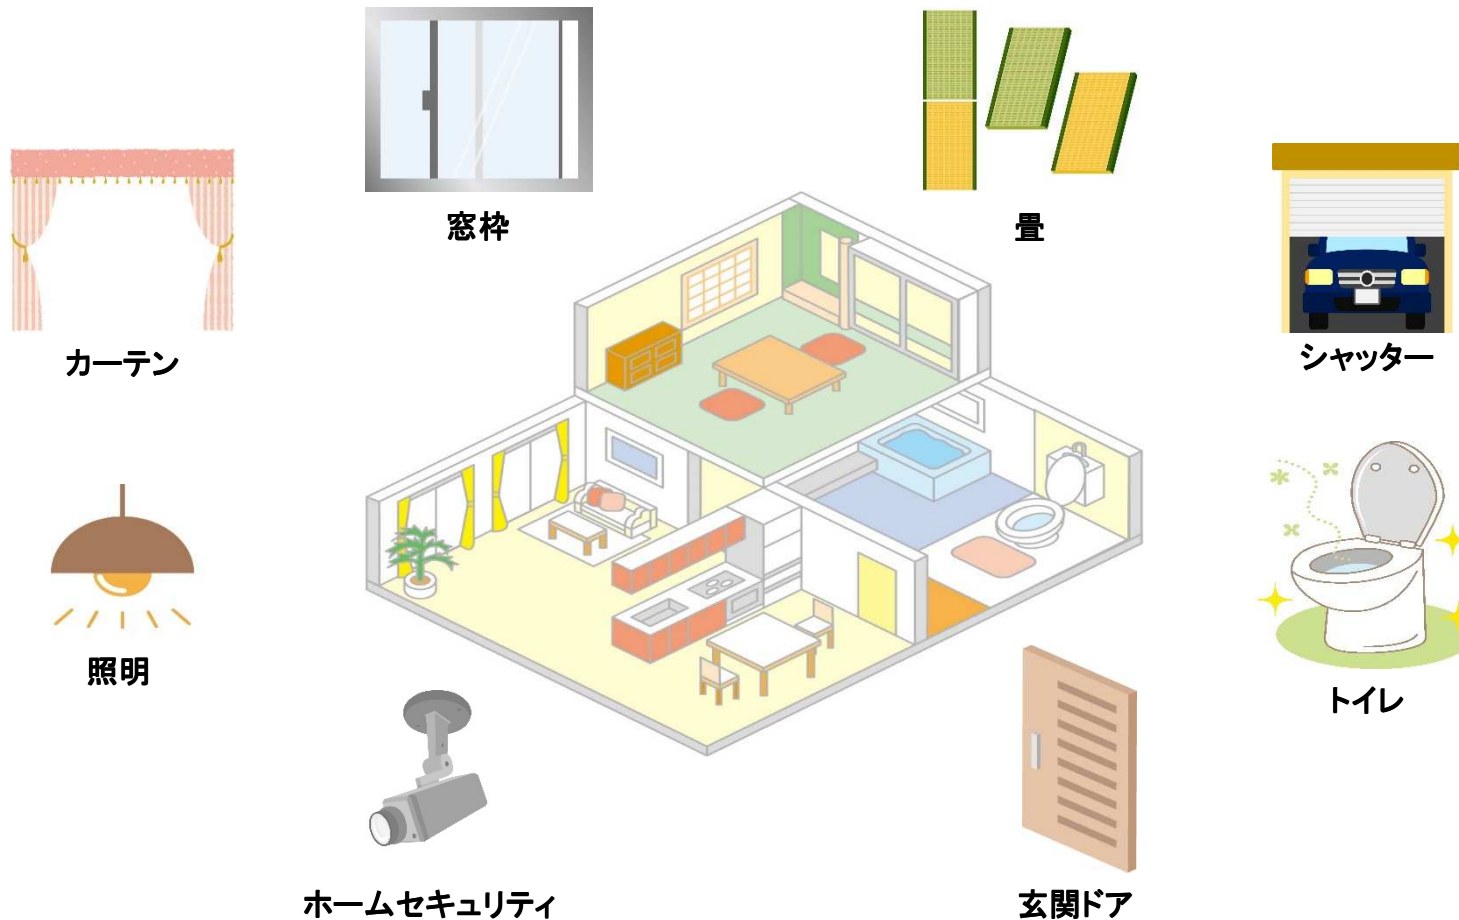 窓枠
畳
カーテン
シャッター
照明
トイレ
ホームセキュリティ
玄関ドア